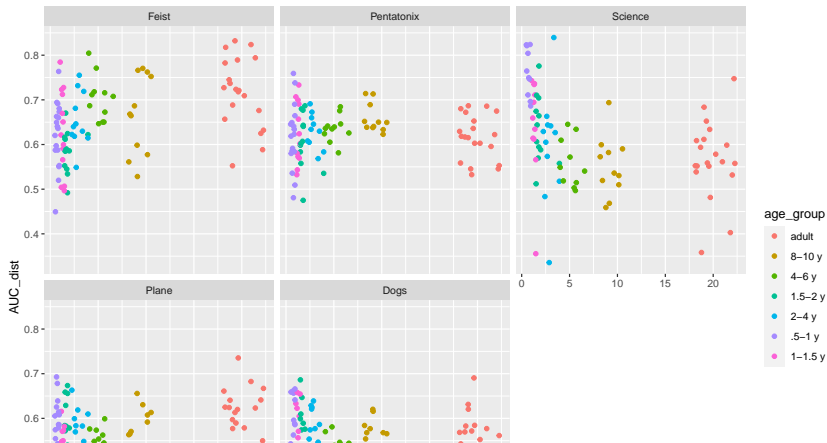 Feist
Pentatonix
Science
0.8
0.7
0.6
0.5
0.4
0 5 10 15 20
AUC_dist
Plane
Dogs
0.8
0.7
0.6
age_group
adult
8–10 y
4–6 y
1.5–2 y
2–4 y
.5–1 y
1–1.5 y